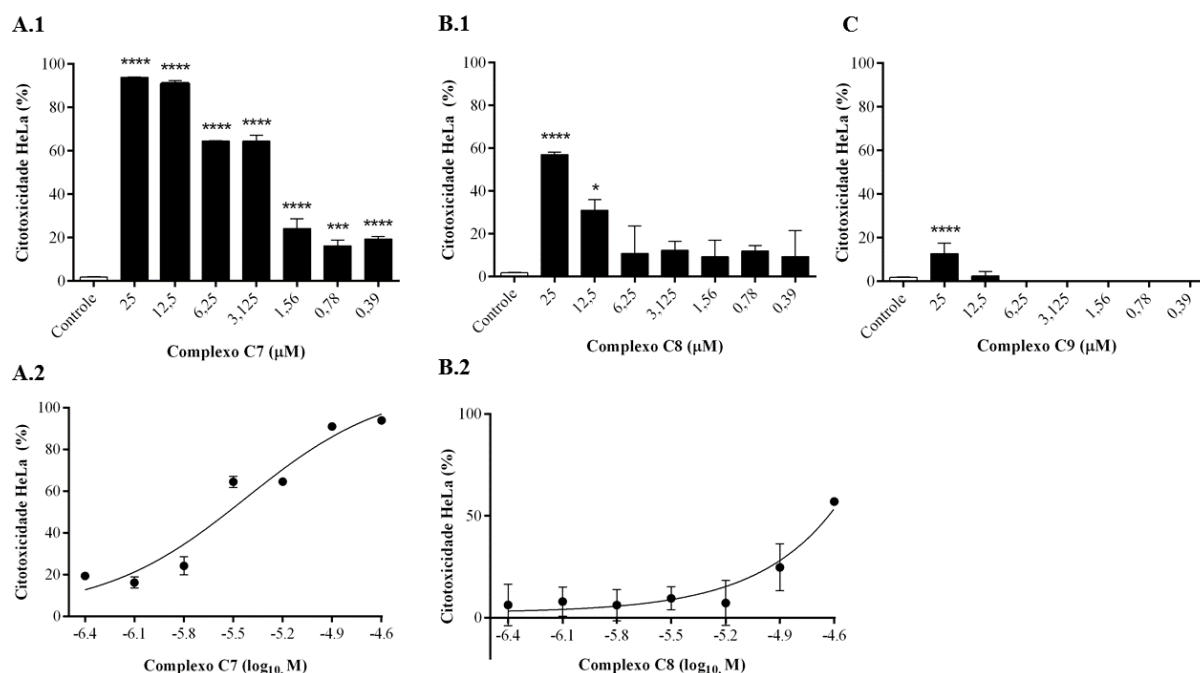 A.1
Citotoxicidade HeLa (%)
100
80
60
40
20
0
**** **** **** **** **** *** ****
Controle 25 12,5 6,25 3,125 1,56 0,78 0,39
Complexo C7 (μM)
B.1
Citotoxicidade HeLa (%)
100
80
60
40
20
0
**** *
Controle 25 12,5 6,25 3,125 1,56 0,78 0,39
Complexo C8 (μM)
C
Citotoxicidade HeLa (%)
100
80
60
40
20
0
****
Controle 25 12,5 6,25 3,125 1,56 0,78 0,39
Complexo C9 (μM)
A.2
Citotoxicidade HeLa (%)
100
80
60
40
20
0
-6.4 -6.1 -5.8 -5.5 -5.2 -4.9 -4.6
Complexo C7 (log10, M)
B.2
Citotoxicidade HeLa (%)
100
50
0
-6.4 -6.1 -5.8 -5.5 -5.2 -4.9 -4.6
Complexo C8 (log10, M)